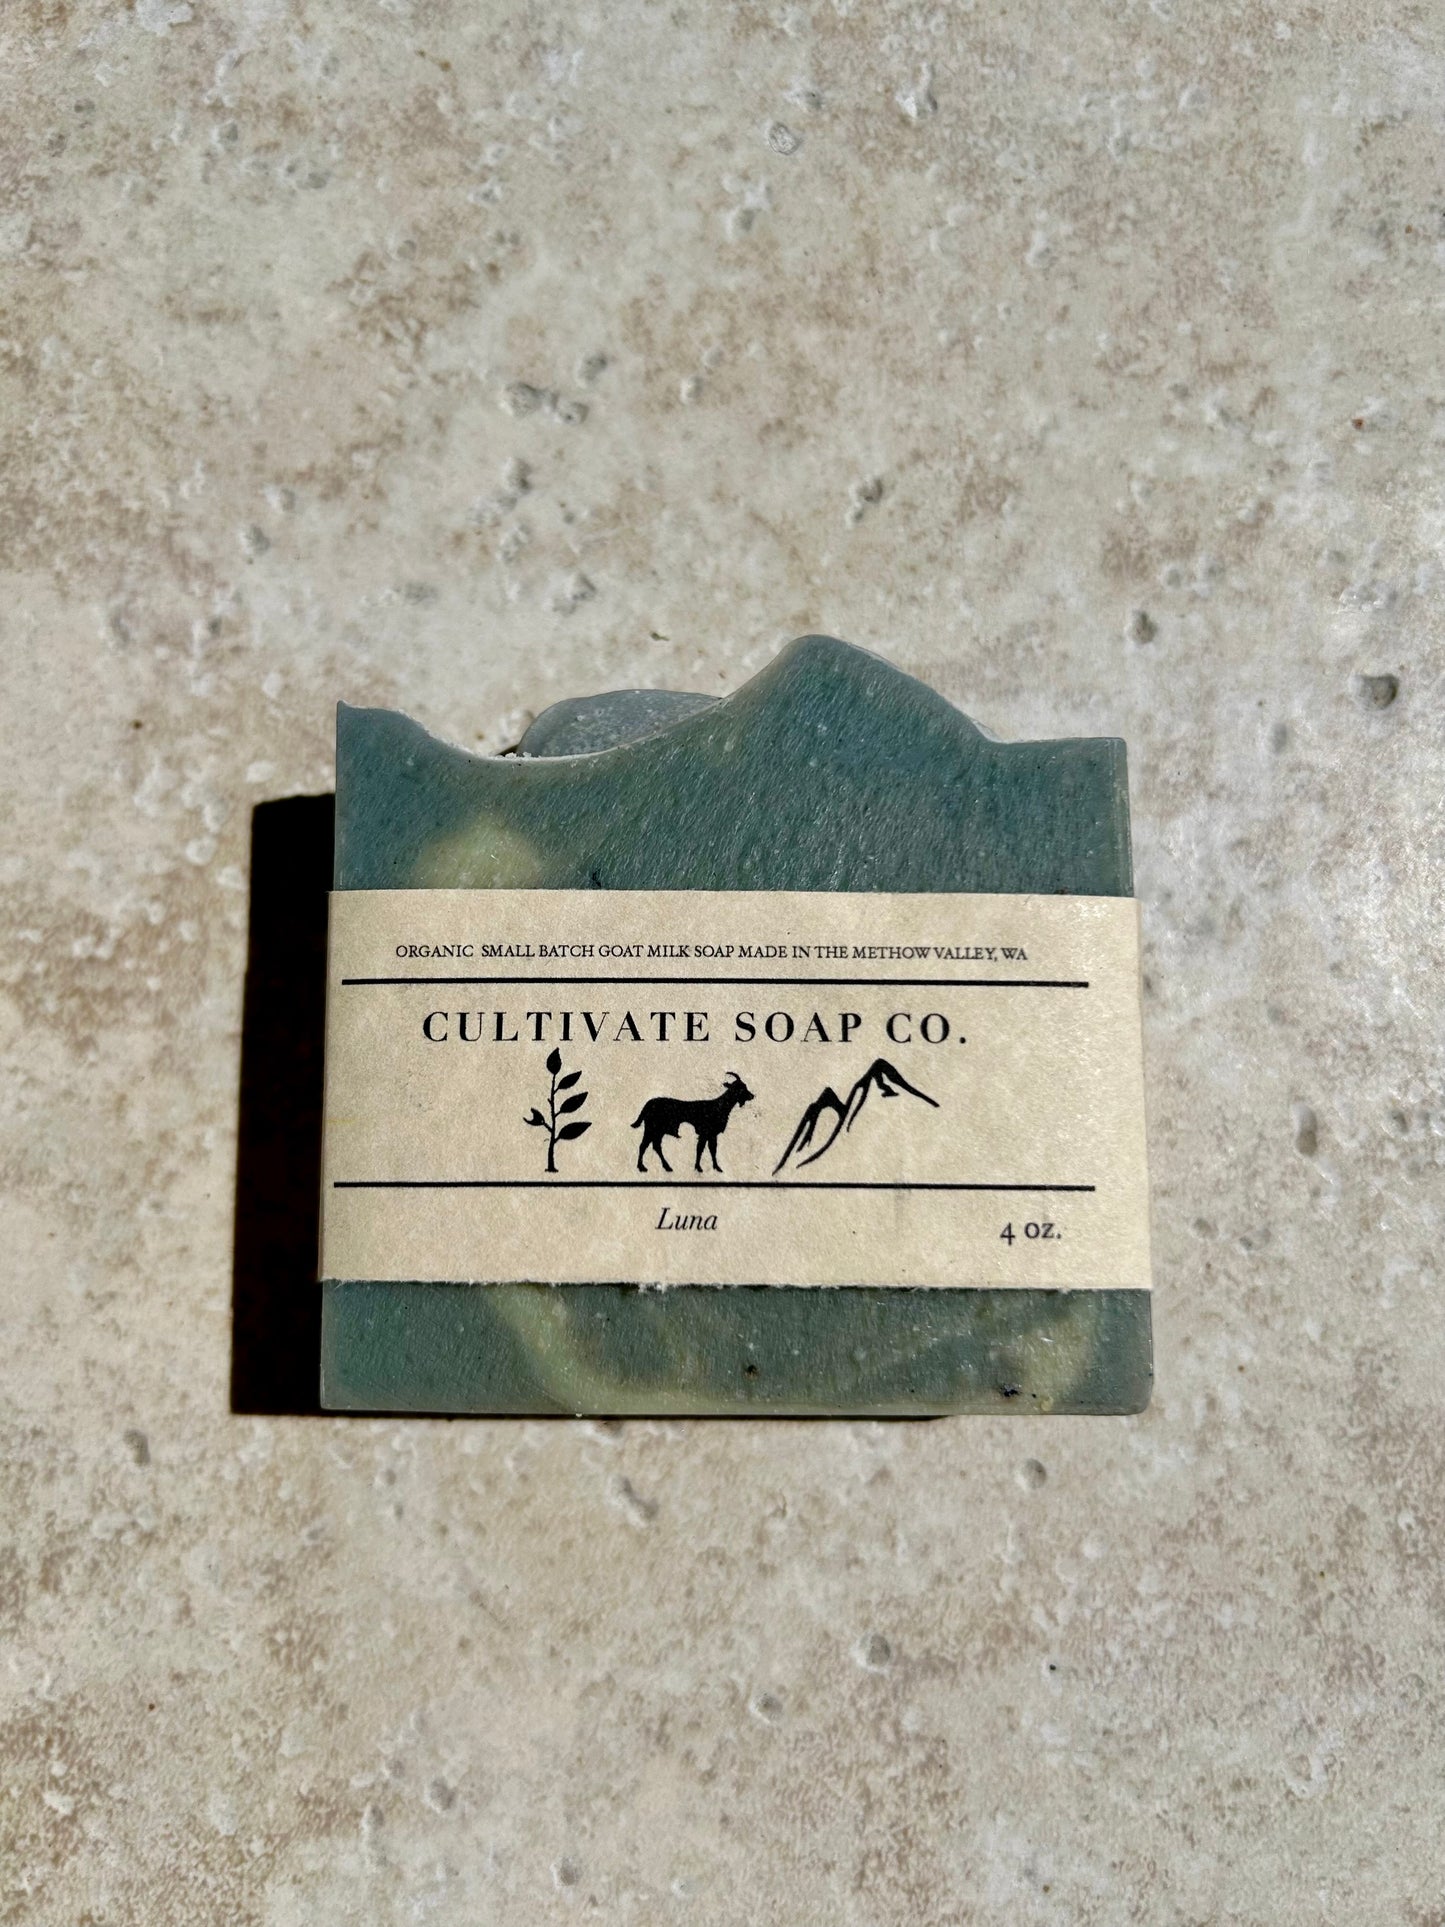 ORGANIC SMALL BATCH GOAT MILK SOAP MADE IN THE METHOW VALLEY, WA
CULTIVATE SOAP CO.
Luna
4 oz.